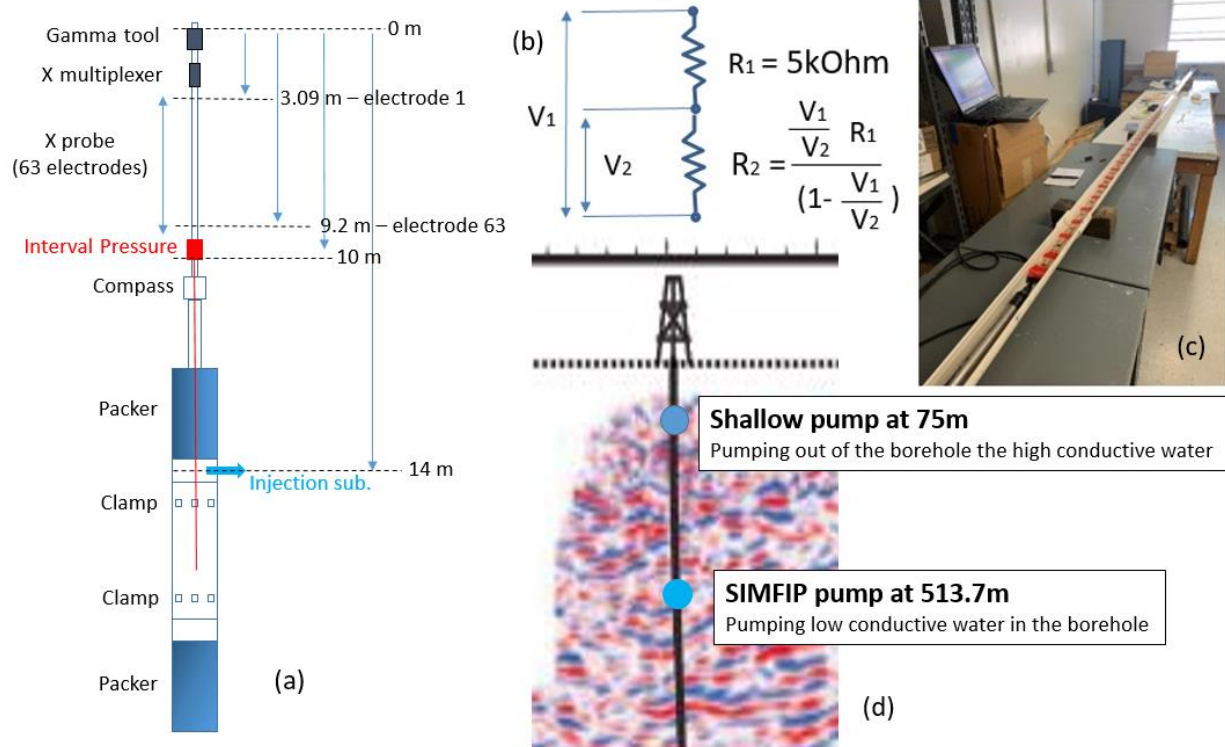 Gamma tool
0 m
X multiplexer
3.09 m – electrode 1
X probe
(63 electrodes)
9.2 m – electrode 63
Interval Pressure
10 m
Compass
Packer
14 m
Injection sub.
Clamp
Clamp
Packer
(a)
(b)
V1
V2
R1 = 5kOhm
R2 = V1/V2 R1 / (1- V1/V2)
(c)
Shallow pump at 75m
Pumping out of the borehole the high conductive water
SIMFIP pump at 513.7m
Pumping low conductive water in the borehole
(d)